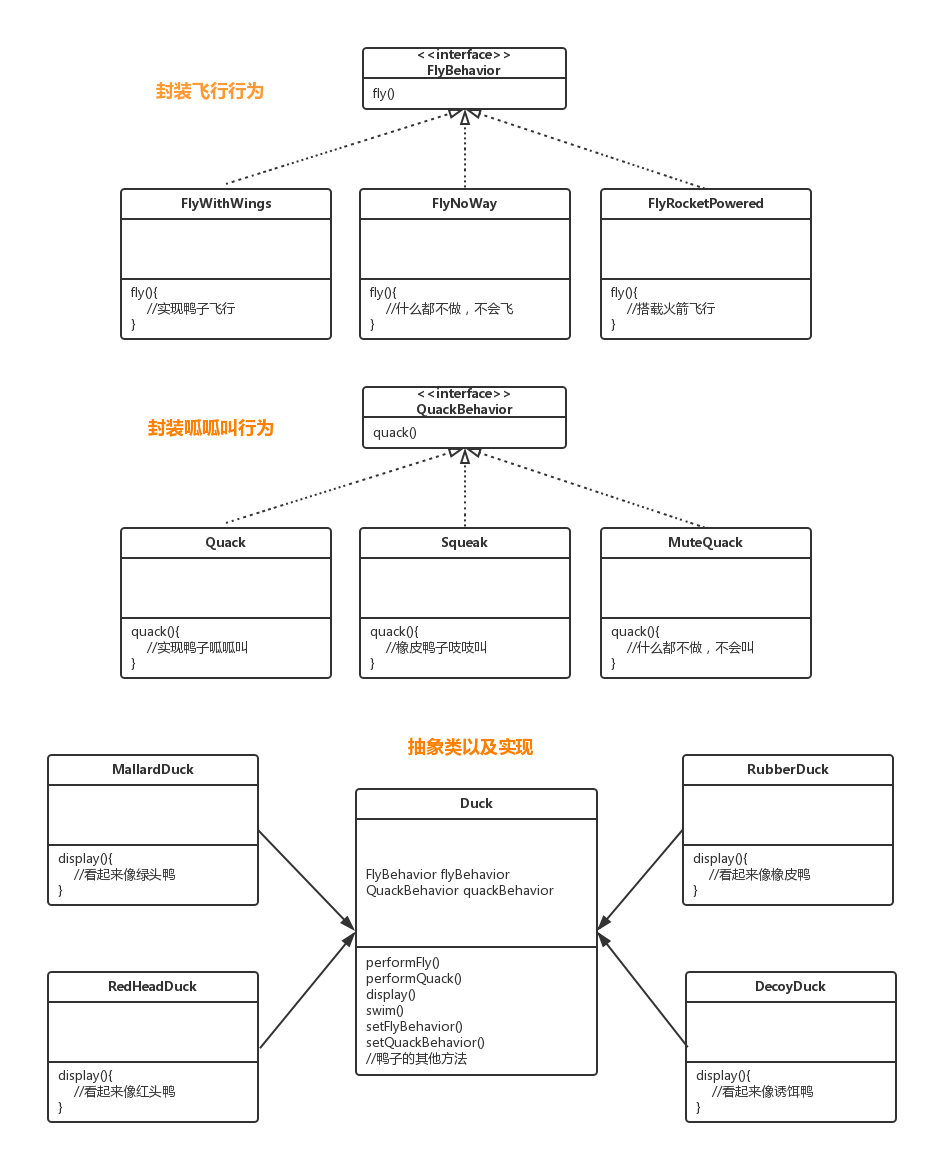 <<interface>>
FlyBehavior
封装飞行行为
fly()
FlyWithWings
fly(){
//实现鸭子飞行
}
FlyNoWay
fly(){
//什么都不做，不会飞
}
FlyRocketPowered
fly(){
//搭载火箭飞行
}
<<interface>>
QuackBehavior
封装呱呱叫行为
quack()
Quack
quack(){
//实现鸭子呱呱叫
}
Squeak
quack(){
//橡皮鸭子吱吱叫
}
MuteQuack
quack(){
//什么都不做，不会叫
}
抽象类以及实现
MallardDuck
display(){
//看起来像绿头鸭
}
RedHeadDuck
display(){
//看起来像红头鸭
}
Duck
FlyBehavior flyBehavior
QuackBehavior quackBehavior
performFly()
performQuack()
display()
swim()
setFlyBehavior()
setQuackBehavior()
//鸭子的其他方法
RubberDuck
display(){
//看起来像橡皮鸭
}
DecoyDuck
display(){
//看起来像诱饵鸭
}